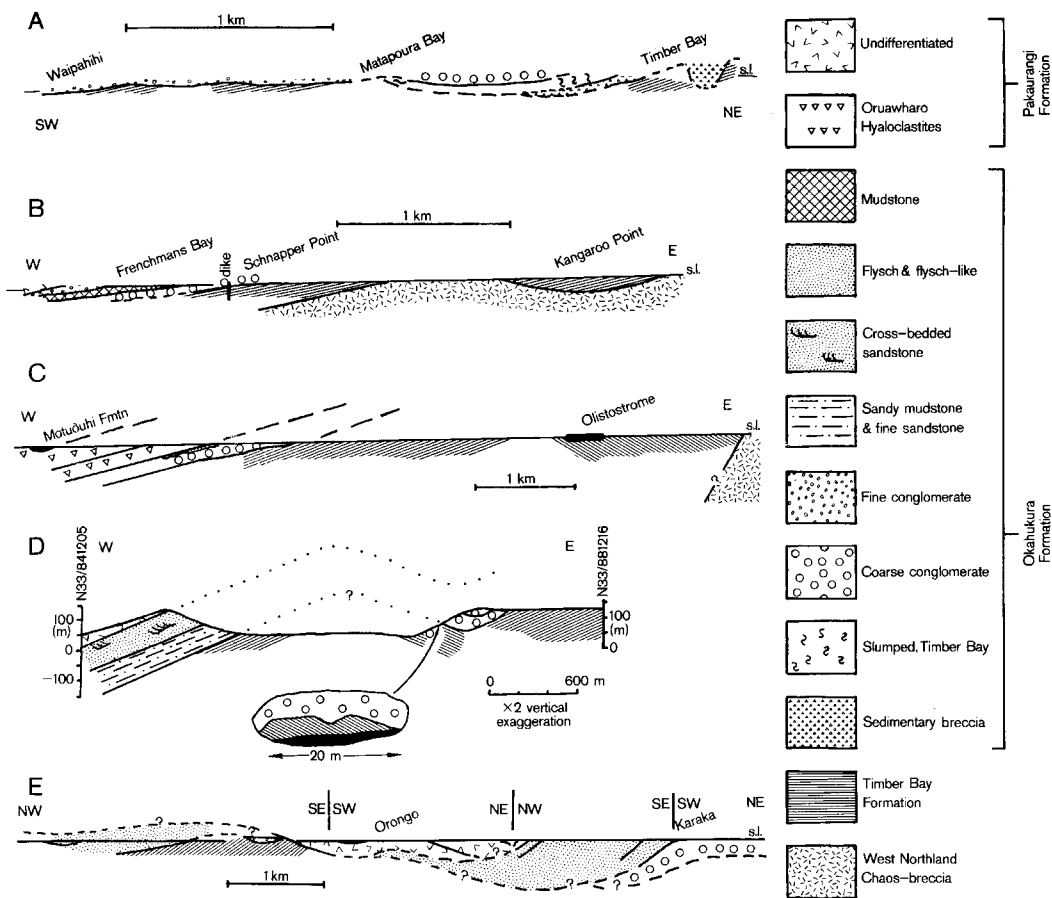 A
1 km
Waipahihi
Matapoura Bay
Timber Bay
s.l.
SW
NE
B
1 km
W
Frenchmans Bay
dike
Schnapper Point
Kangaroo Point
E
s.l.
C
W
Motuouhi Fmtn
Olistostrome
E
s.l.
?
1 km
D
N33/841205
W
E
N33/881216
?
100
(m)
0
-100
100
(m)
0
0 600 m
×2 vertical
exaggeration
20 m
E
NW
SE SW
NE NW
SE SW
NE
Orongo
Karaka
s.l.
? ? ? ? ? ?
1 km
Undifferentiated
Oruawharo
Hyaloclastites
Pakaurangi
Formation
Mudstone
Flysch & flysch-like
Cross-bedded
sandstone
Sandy mudstone
& fine sandstone
Fine conglomerate
Coarse conglomerate
Slumped, Timber Bay
Sedimentary breccia
Okahukura
Formation
Timber Bay
Formation
West Northland
Chaos-breccia